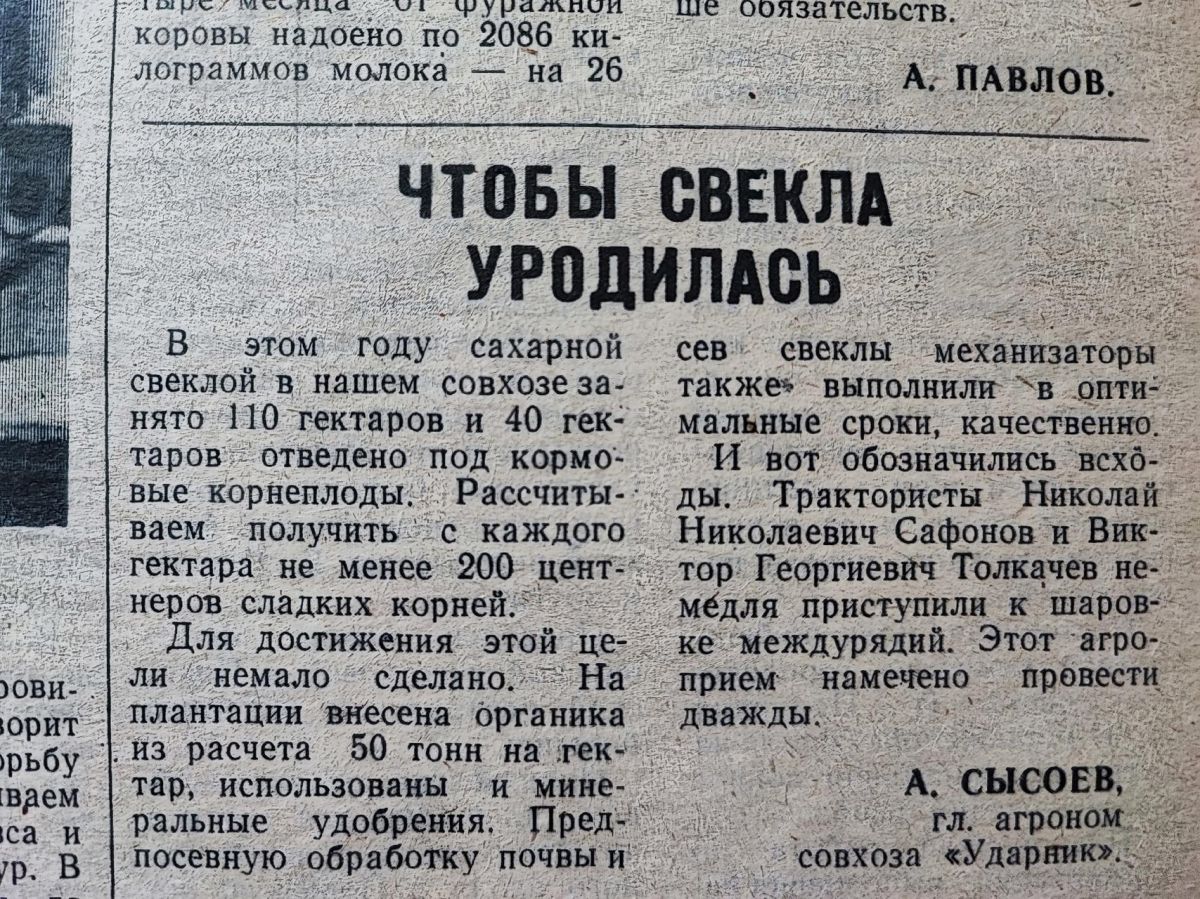 коровы надоено по 2086 ки-
лограммов молока — на 26
ше обязательств.
А. ПАВЛОВ.
ЧТОБЫ СВЕКЛА
УРОДИЛАСЬ
В этом году сахарной
свеклой в нашем совхозе за-
нято 110 гектаров и 40 гек-
таров отведено под кормо-
вые корнеплоды. Рассчиты-
ваем получить с каждого
гектара не менее 200 цент-
неров сладких корней.
Для достижения этой це-
ли немало сделано. На
плантации внесена органика
из расчета 50 тонн на гек-
тар, использованы и мине-
ральные удобрения. Пред-
посевную обработку почвы и
сев свеклы механизаторы
также выполнили в опти-
мальные сроки, качественно.
И вот обозначились всхо-
ды. Трактористы Николай
Николаевич Сафонов и Вик-
тор Георгиевич Толкачев не-
медля приступили к шаров-
ке междурядий. Этот агро-
прием намечено провести
дважды.
А. СЫСОЕВ,
гл. агроном
совхоза «Ударник».